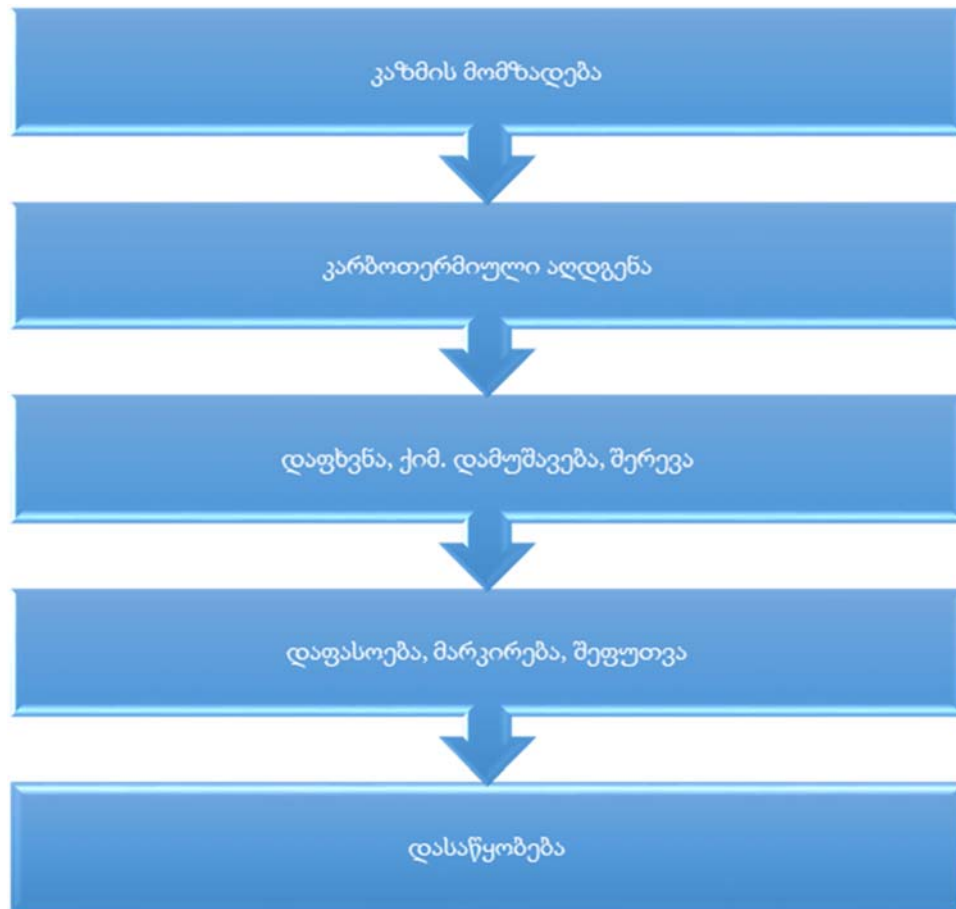 კაზმის მომზადება
კარბოთერმიული აღდგენა
დაფხვნა, ქიმ. დამუშავება, შერევა
დაფასოება, მარკირება, შეფუთვა
დასაწყობება